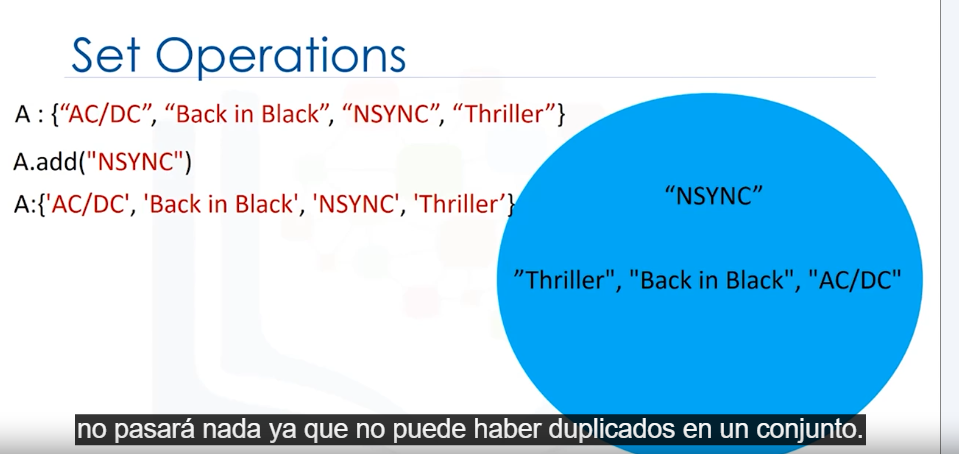 Set Operations
A : {“AC/DC”, “Back in Black”, “NSYNC”, “Thriller”}
A.add("NSYNC")
A:{'AC/DC', 'Back in Black', 'NSYNC', 'Thriller’}
“NSYNC”
”Thriller", "Back in Black", "AC/DC"
no pasará nada ya que no puede haber duplicados en un conjunto.